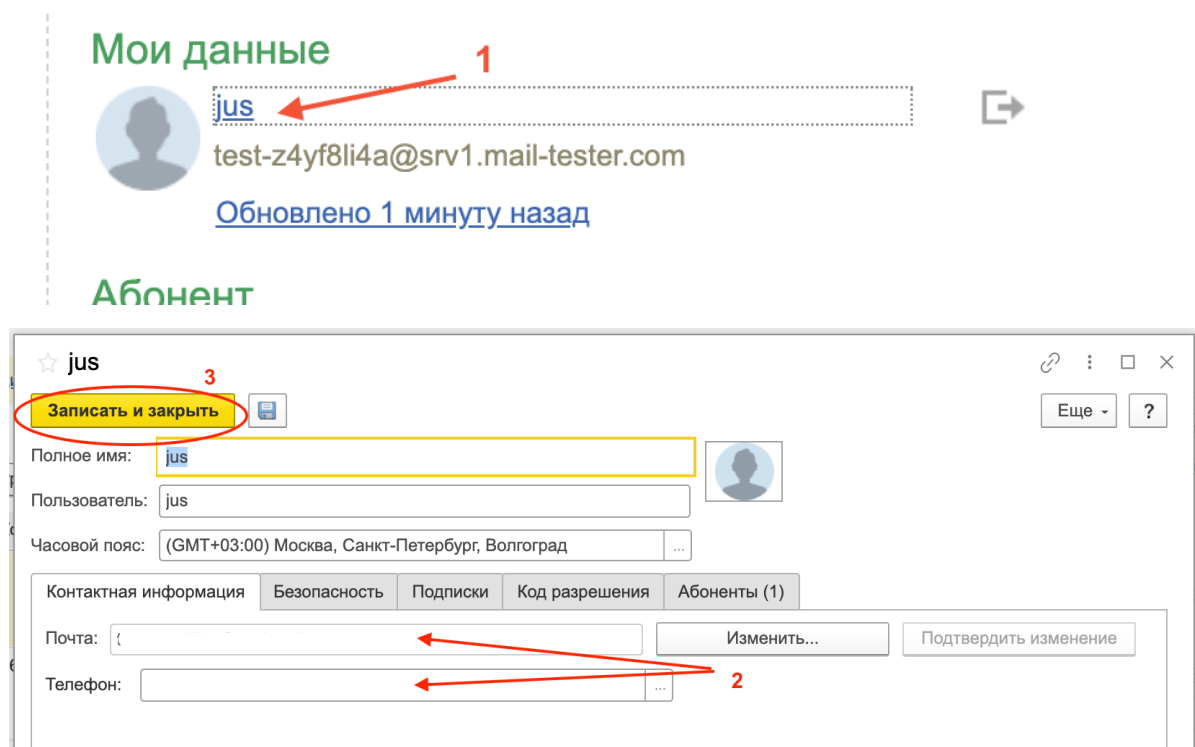 Мои данные
1
jus
test-z4yf8li4a@srv1.mail-tester.com
Обновлено 1 минуту назад
Абонент
jus
3
Записать и закрыть
Еще
?
Полное имя: jus
Пользователь: jus
Часовой пояс: (GMT+03:00) Москва, Санкт-Петербург, Волгоград ...
Контактная информация Безопасность Подписки Код разрешения Абоненты (1)
Почта: Изменить... Подтвердить изменение
Телефон: ...
2